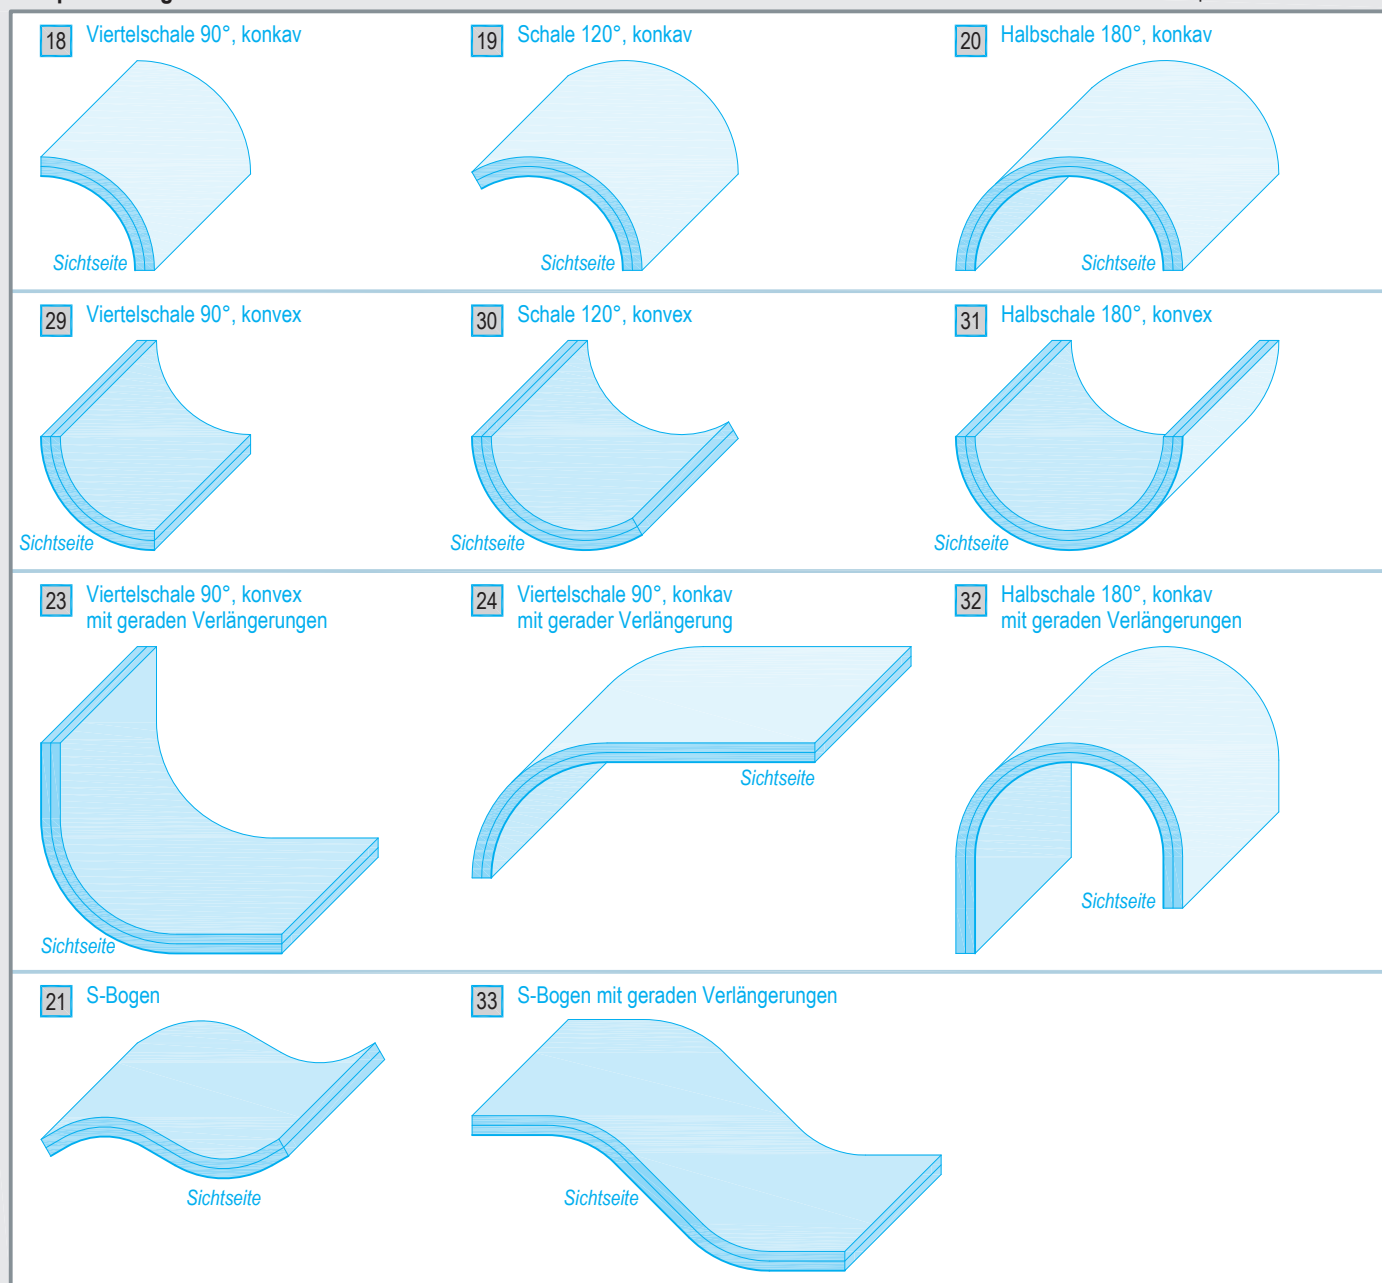 18 Viertelschale 90°, konkav
19 Schale 120°, konkav
20 Halbschale 180°, konkav
Sichtseite
Sichtseite
Sichtseite
29 Viertelschale 90°, konvex
30 Schale 120°, konvex
31 Halbschale 180°, konvex
Sichtseite
Sichtseite
Sichtseite
23 Viertelschale 90°, konvex
mit geraden Verlängerungen
24 Viertelschale 90°, konkav
mit gerader Verlängerung
32 Halbschale 180°, konkav
mit geraden Verlängerungen
Sichtseite
Sichtseite
Sichtseite
21 S-Bogen
33 S-Bogen mit geraden Verlängerungen
Sichtseite
Sichtseite